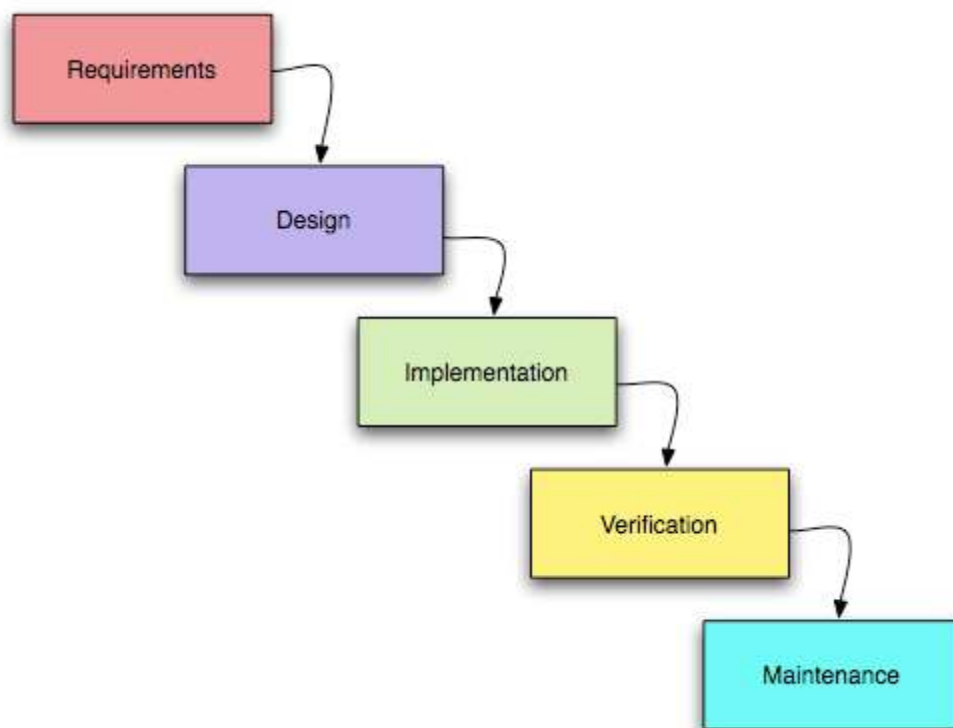 Requirements
Design
Implementation
Verification
Maintenance